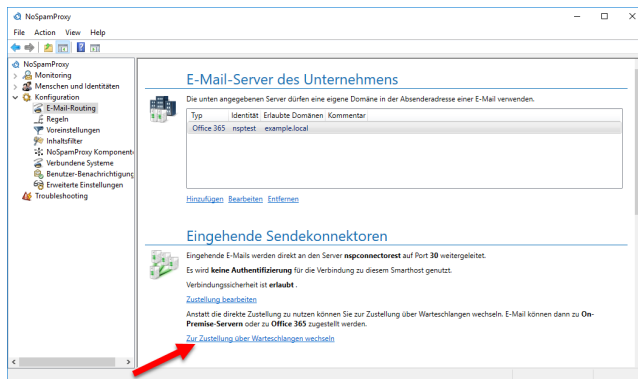 NoSpamProxy
File Action View Help
NoSpamProxy
Monitoring
Menschen und Identitäten
Konfiguration
E-Mail-Routing
Regeln
Voreinstellungen
Inhaltsfilter
NoSpamProxy Komponente
Verbundene Systeme
Benutzer-Benachrichtigung
Erweiterte Einstellungen
Troubleshooting
E-Mail-Server des Unternehmens
Die unten angegebenen Server dürfen eine eigene Domäne in der Absenderadresse einer E-Mail verwenden.
Typ Identität Erlaubte Domänen Kommentar
Office 365 nsptest example.local
Hinzufügen Bearbeiten Entfernen
Eingehende Sendekonnektoren
Eingehende E-Mails werden direkt an den Server nspconnectorest auf Port 30 weitergeleitet.
Es wird keine Authentifizierung für die Verbindung zu diesem Smarthost genutzt.
Verbindungssicherheit ist erlaubt .
Zustellung bearbeiten
Anstatt die direkte Zustellung zu nutzen können Sie zur Zustellung über Warteschlangen wechseln. E-Mail können dann zu On-
Premise-Servern oder zu Office 365 zugestellt werden.
Zur Zustellung über Warteschlangen wechseln